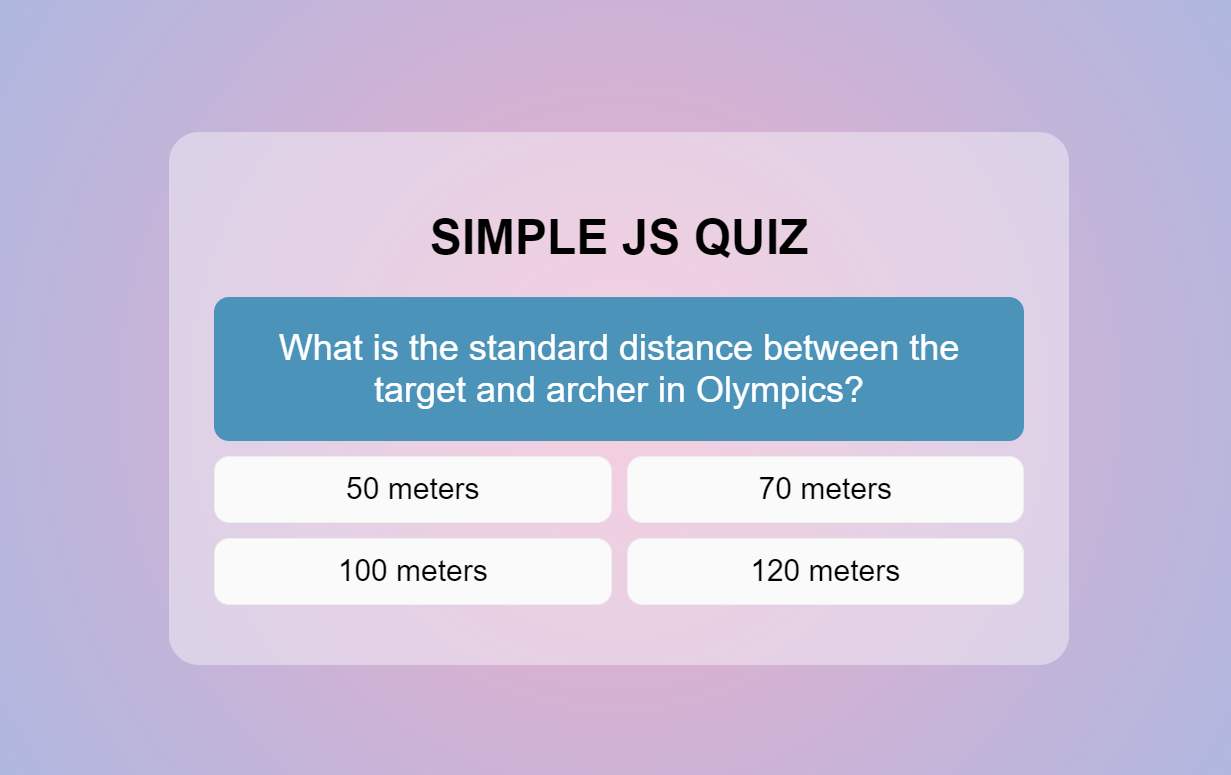 SIMPLE JS QUIZ
What is the standard distance between the
target and archer in Olympics?
50 meters
70 meters
100 meters
120 meters